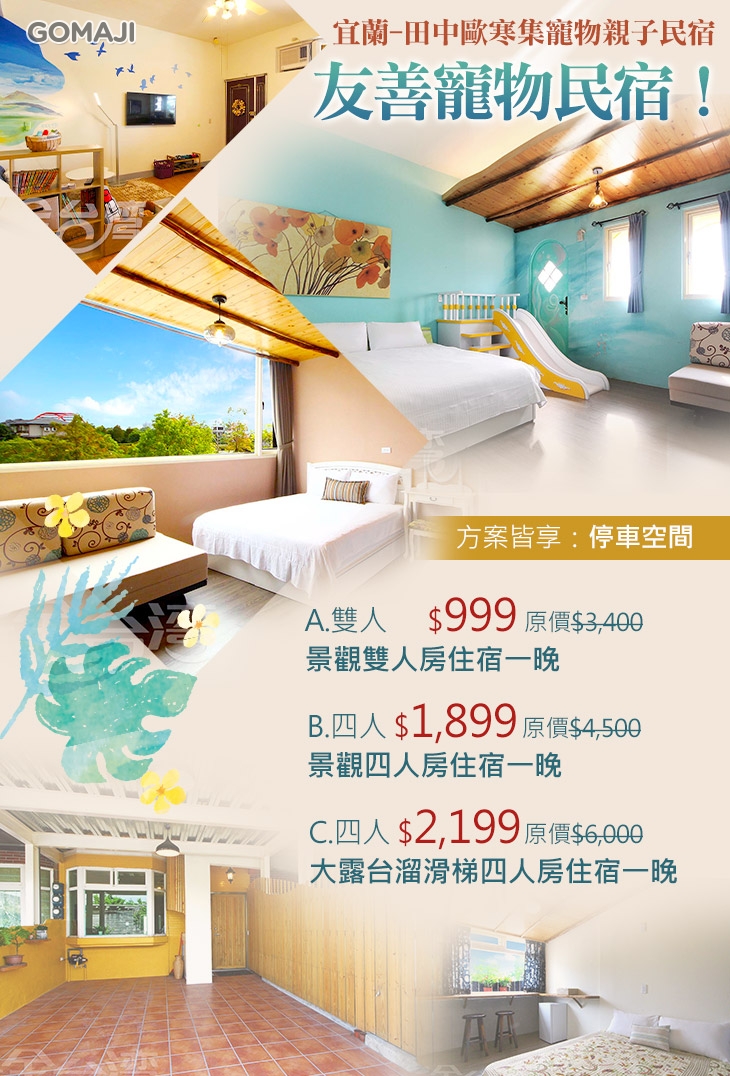 GOMAJI
宜蘭-田中歐寒集寵物親子民宿
友善寵物民宿！
方案皆享：停車空間
A.雙人 $999 原價$3,400
景觀雙人房住宿一晚
B.四人 $1,899 原價$4,500
景觀四人房住宿一晚
C.四人 $2,199 原價$6,000
大露台溜滑梯四人房住宿一晚